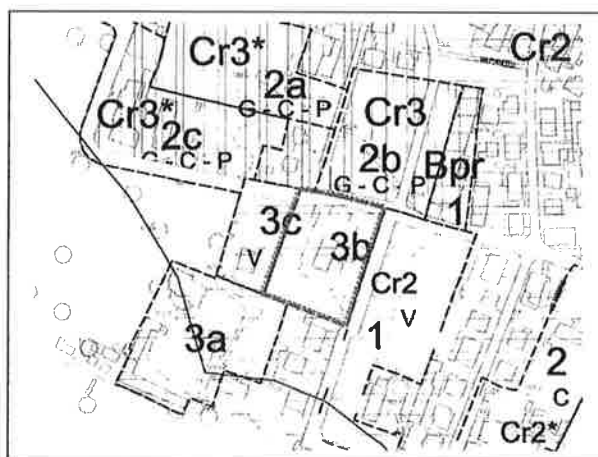 Cr3*
Cr2
2a
G - C - P
Cr3*
2c
G - C - P
Cr3
2b
G - C - P
Bpr
1
3c
V
3b
Cr2
1
V
3a
2
C
Cr2*